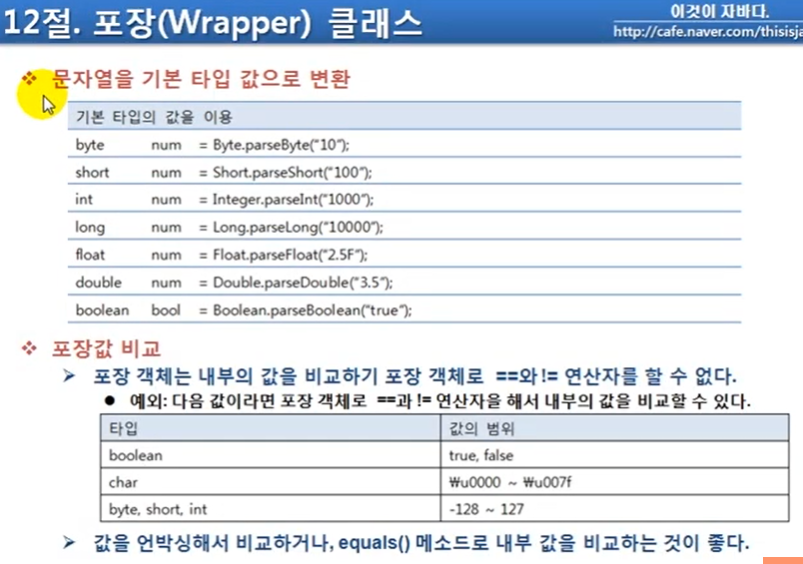 12절. 포장(Wrapper) 클래스
이것이 자바다.
http://cafe.naver.com/thisisja
❖ 문자열을 기본 타입 값으로 변환
기본 타입의 값을 이용
byte num = Byte.parseByte("10");
short num = Short.parseShort("100");
int num = Integer.parseInt("1000");
long num = Long.parseLong("10000");
float num = Float.parseFloat("2.5F");
double num = Double.parseDouble("3.5");
boolean bool = Boolean.parseBoolean("true");
❖ 포장값 비교
➤ 포장 객체는 내부의 값을 비교하기 포장 객체로 ==와 != 연산자를 할 수 없다.
● 예외: 다음 값이라면 포장 객체로 ==과 != 연산자을 해서 내부의 값을 비교할 수 있다.
타입 값의 범위
boolean true, false
char ₩u0000 ~ ₩u007f
byte, short, int -128 ~ 127
➤ 값을 언박싱해서 비교하거나, equals() 메소드로 내부 값을 비교하는 것이 좋다.